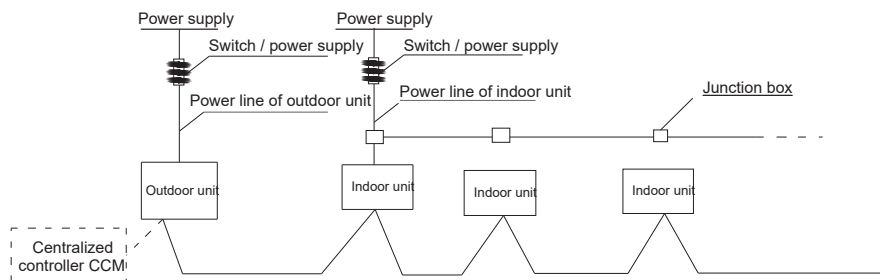 Power supply
Power supply
Switch / power supply
Switch / power supply
Power line of outdoor unit
Power line of indoor unit
Junction box
Outdoor unit
Indoor unit
Indoor unit
Indoor unit
Centralized
controller CCM